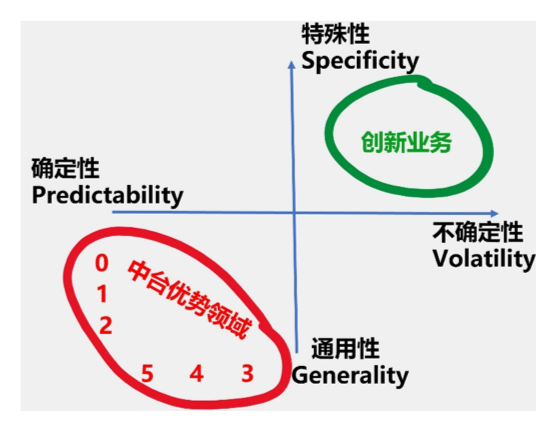 特殊性
Specificity
创新业务
确定性
Predictability
不确定性
Volatility
0
1
2
中台优势领域
5 4 3
通用性
Generality